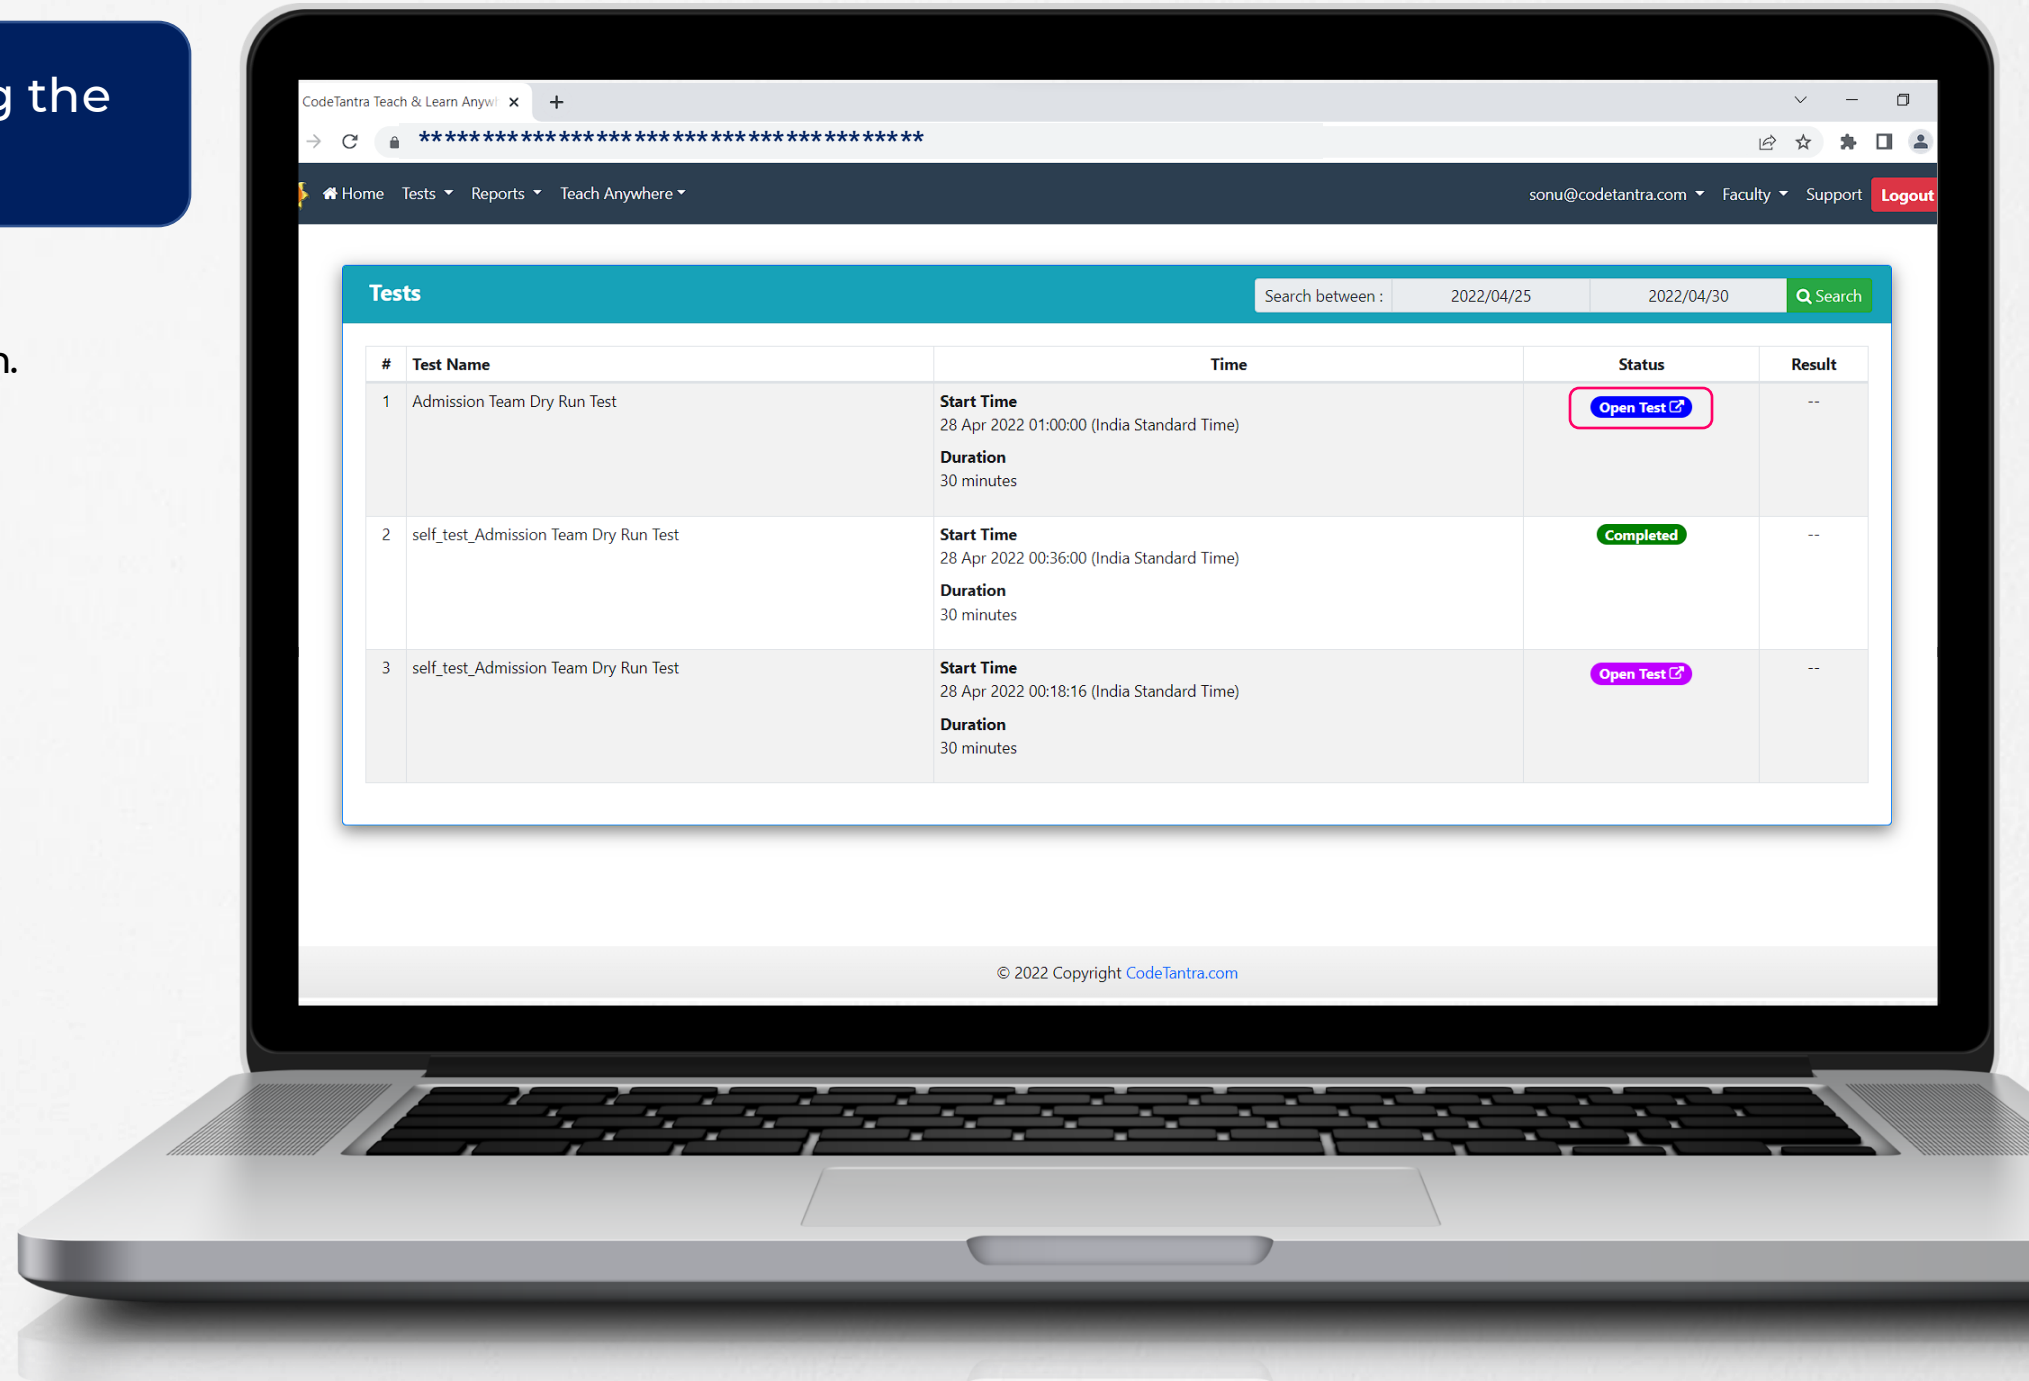 g the
n.
CodeTantra Teach & Learn Anyw
****************************************
Home Tests Reports Teach Anywhere sonu@codetantra.com Faculty Support Logout
Tests Search between : 2022/04/25 2022/04/30 Search
# Test Name Time Status Result
1 Admission Team Dry Run Test Start Time Open Test --
28 Apr 2022 01:00:00 (India Standard Time)
Duration
30 minutes
2 self_test_Admission Team Dry Run Test Start Time Completed --
28 Apr 2022 00:36:00 (India Standard Time)
Duration
30 minutes
3 self_test_Admission Team Dry Run Test Start Time Open Test --
28 Apr 2022 00:18:16 (India Standard Time)
Duration
30 minutes
© 2022 Copyright CodeTantra.com